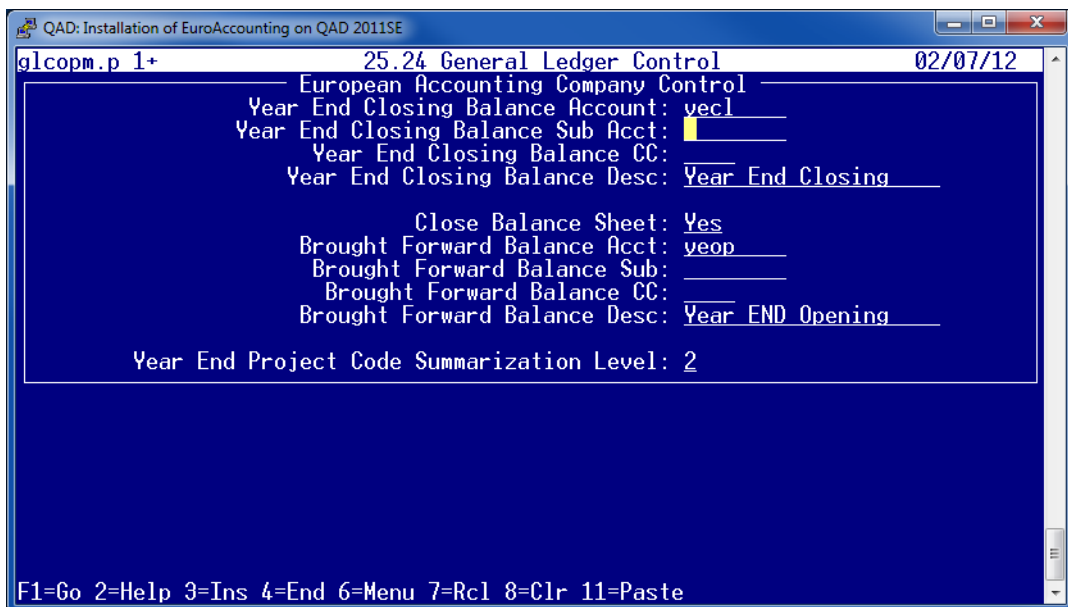 QAD: Installation of EuroAccounting on QAD 2011SE
glcopm.p 1+ 25.24 General Ledger Control 02/07/12
European Accounting Company Control
Year End Closing Balance Account: yecl
Year End Closing Balance Sub Acct:
Year End Closing Balance CC:
Year End Closing Balance Desc: Year End Closing
Close Balance Sheet: Yes
Brought Forward Balance Acct: yeop
Brought Forward Balance Sub:
Brought Forward Balance CC:
Brought Forward Balance Desc: Year END Opening
Year End Project Code Summarization Level: 2
F1=Go 2=Help 3=Ins 4=End 6=Menu 7=Rcl 8=Clr 11=Paste